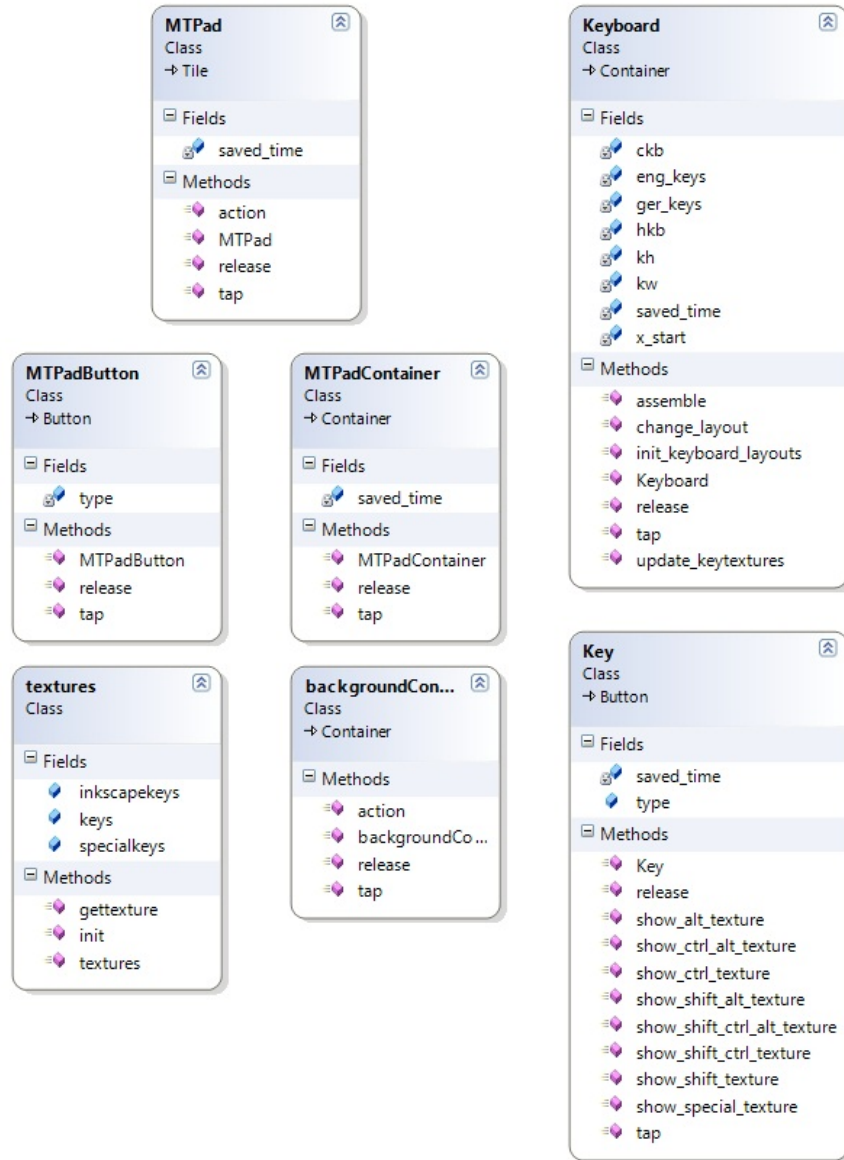 MTPad
Class
Tile
Fields
saved_time
Methods
action
MTPad
release
tap
Keyboard
Class
Container
Fields
ckb
eng_keys
ger_keys
hkb
kh
kw
saved_time
x_start
Methods
assemble
change_layout
init_keyboard_layouts
Keyboard
release
tap
update_keytextures
MTPadButton
Class
Button
Fields
type
Methods
MTPadButton
release
tap
MTPadContainer
Class
Container
Fields
saved_time
Methods
MTPadContainer
release
tap
textures
Class
Fields
inkscapekeys
keys
specialkeys
Methods
gettexture
init
textures
backgroundCon...
Class
Container
Methods
action
backgroundCo...
release
tap
Key
Class
Button
Fields
saved_time
type
Methods
Key
release
show_alt_texture
show_ctrl_alt_texture
show_ctrl_texture
show_shift_alt_texture
show_shift_ctrl_alt_texture
show_shift_ctrl_texture
show_shift_texture
show_special_texture
tap